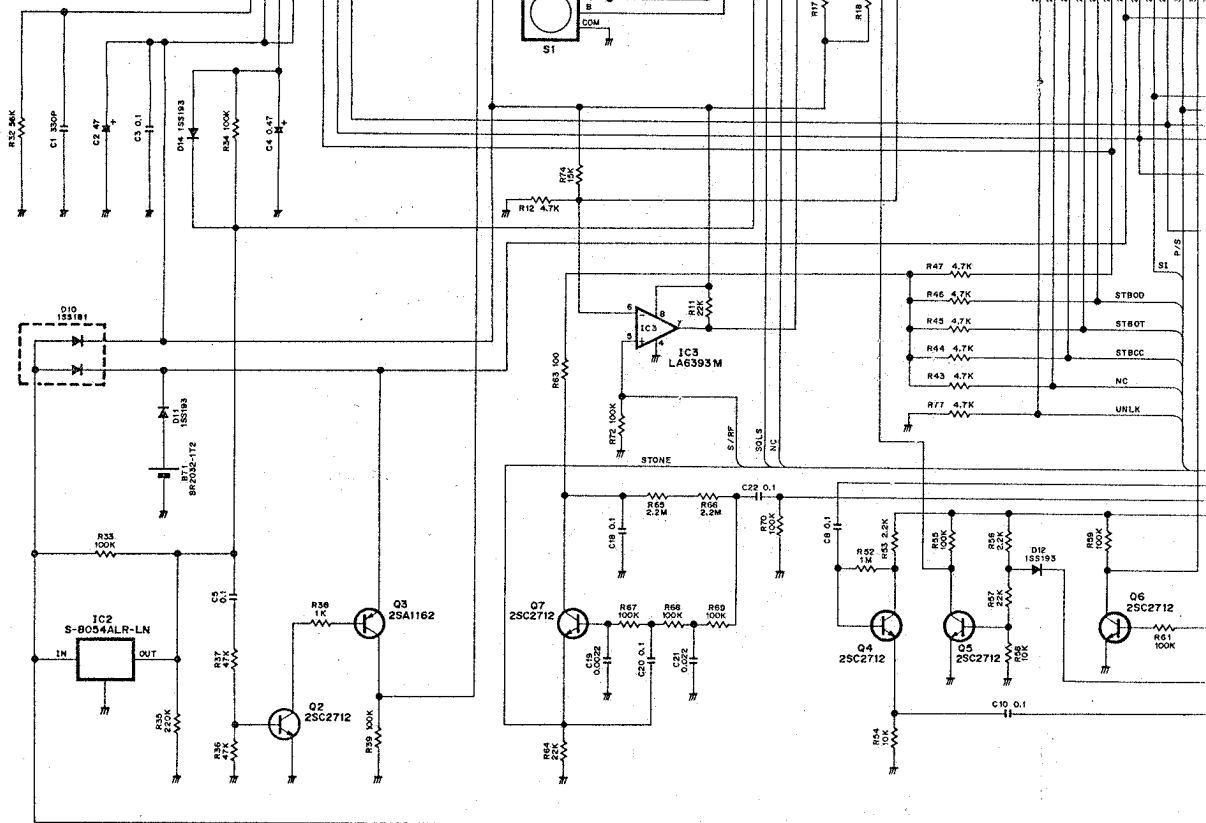 B
COM
S1
R17
R18
R32 56K
C1 330P
C2 47
+
C3 0.1
D14 1SS193
R34 100K
C4 0.47
+
R74
15K
R12 4.7K
P/S
SI
R47 4.7K
R46 4.7K
STBOD
R45 4.7K
STBOT
R44 4.7K
STBCC
R43 4.7K
NC
R77 4.7K
UNLK
D10
1SS181
6
8
R11
22K
7
IC3
5
4
IC3
LA6393M
R63 100
D11
1SS193
BT1
BR2032-1T2
R72 100K
S/RF
SQLS
NC
STONE
C22 0.1
R65
2.2M
R66
2.2M
R70
100K
C18 0.1
C8 0.1
R52
1M
R53 2.2K
R55
100K
R56
2.2K
D12
1SS193
R59
100K
R33
100K
C5
0.1
IC2
S-8054ALR-LN
IN
OUT
R38
1K
Q3
2SA1162
Q7
2SC2712
R67
100K
R68
100K
R69
100K
R57
22K
Q6
2SC2712
R61
100K
R37
47K
C19
0.0022
C20 0.1
C21
0.022
Q4
2SC2712
Q5
2SC2712
R58
10K
R35
220K
R36
47K
Q2
2SC2712
R39 100K
R64
22K
R54
10K
C10 0.1